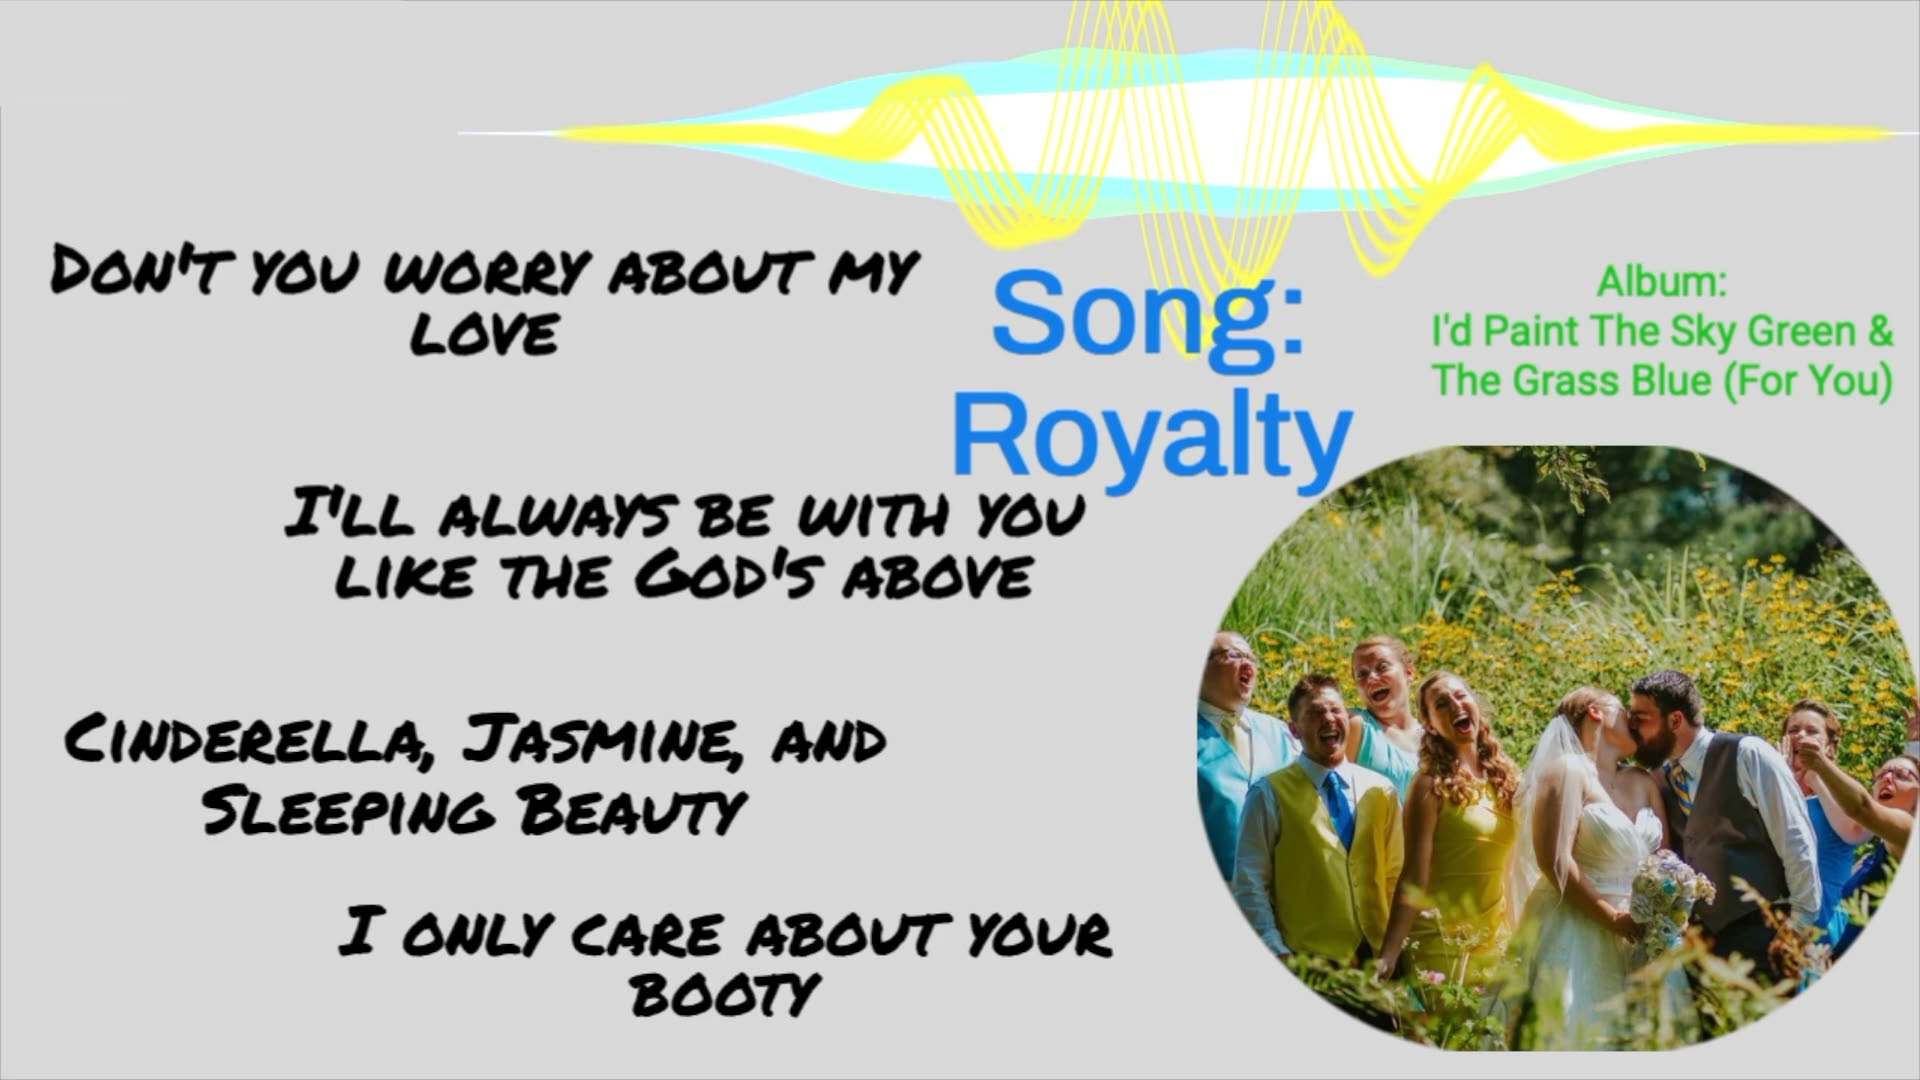 Don't you worry about my
love
Song:
Royalty
Album:
I'd Paint The Sky Green &
The Grass Blue (For You)
I'll always be with you
like the God's above
Cinderella, Jasmine, and
Sleeping Beauty
I only care about your
booty